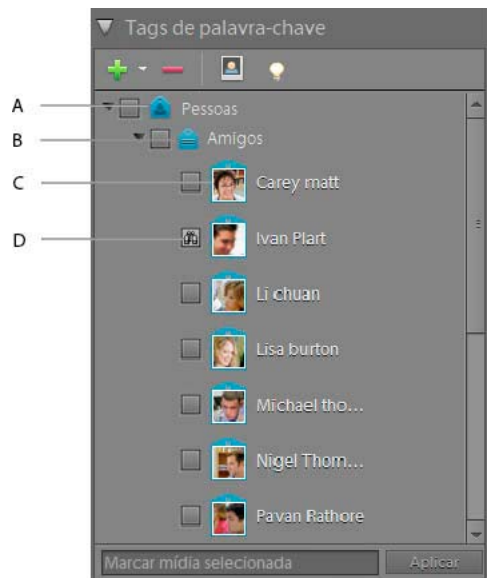 Tags de palavra-chave
A
Pessoas
B
Amigos
C
Carey matt
D
Ivan Plart
Li chuan
Lisa burton
Michael tho...
Nigel Thom...
Pavan Rathore
Marcar mídia selecionada
Aplicar